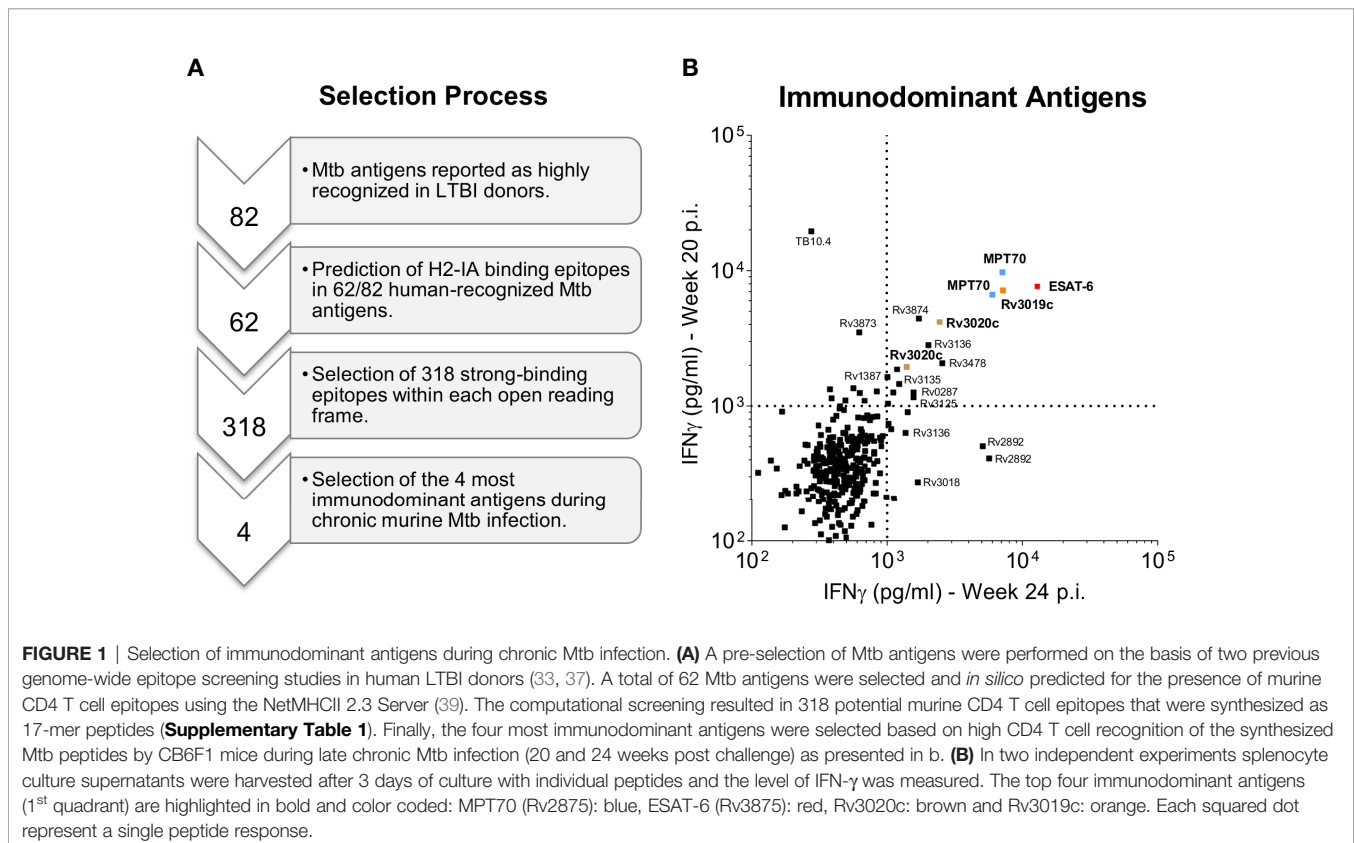 A
Selection Process
82
• Mtb antigens reported as highly
recognized in LTBI donors.
62
• Prediction of H2-IA binding epitopes
in 62/82 human-recognized Mtb
antigens.
318
• Selection of 318 strong-binding
epitopes within each open reading
frame.
4
• Selection of the 4 most
immunodominant antigens during
chronic murine Mtb infection.
B
Immunodominant Antigens
IFNγ (pg/ml) - Week 20 p.i.
10^5
10^4
10^3
10^2
TB10.4
MPT70
MPT70
ESAT-6
Rv3019c
Rv3874
Rv3873
Rv3020c
Rv3136
Rv3020c
Rv3478
Rv1387
Rv3135
Rv0287
Rv3125
Rv3136
Rv2892
Rv2892
Rv3018
10^2
10^3
10^4
10^5
IFNγ (pg/ml) - Week 24 p.i.
FIGURE 1 | Selection of immunodominant antigens during chronic Mtb infection. (A) A pre-selection of Mtb antigens were performed on the basis of two previous
genome-wide epitope screening studies in human LTBI donors (33, 37). A total of 62 Mtb antigens were selected and in silico predicted for the presence of murine
CD4 T cell epitopes using the NetMHCII 2.3 Server (39). The computational screening resulted in 318 potential murine CD4 T cell epitopes that were synthesized as
17-mer peptides (Supplementary Table 1). Finally, the four most immunodominant antigens were selected based on high CD4 T cell recognition of the synthesized
Mtb peptides by CB6F1 mice during late chronic Mtb infection (20 and 24 weeks post challenge) as presented in b. (B) In two independent experiments splenocyte
culture supernatants were harvested after 3 days of culture with individual peptides and the level of IFN-γ was measured. The top four immunodominant antigens
(1st quadrant) are highlighted in bold and color coded: MPT70 (Rv2875): blue, ESAT-6 (Rv3875): red, Rv3020c: brown and Rv3019c: orange. Each squared dot
represent a single peptide response.